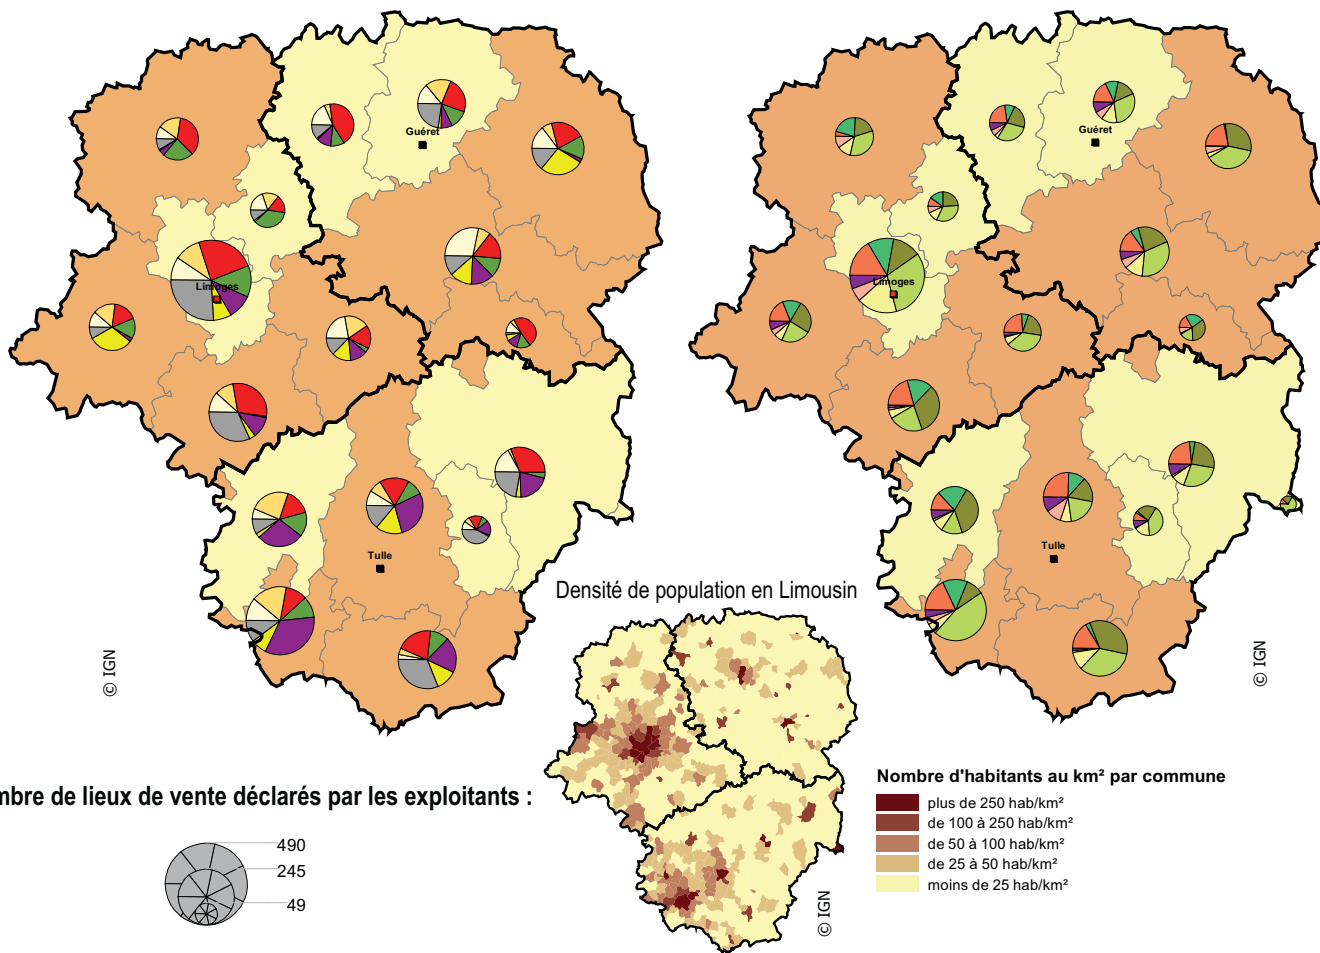 Guéret
Guéret
Limoges
Limoges
Tulle
Tulle
Densité de population en Limousin
© IGN
© IGN
Nombre d'habitants au km² par commune
plus de 250 hab/km²
de 100 à 250 hab/km²
de 50 à 100 hab/km²
de 25 à 50 hab/km²
moins de 25 hab/km²
mbre de lieux de vente déclarés par les exploitants :
490
245
49
© IGN